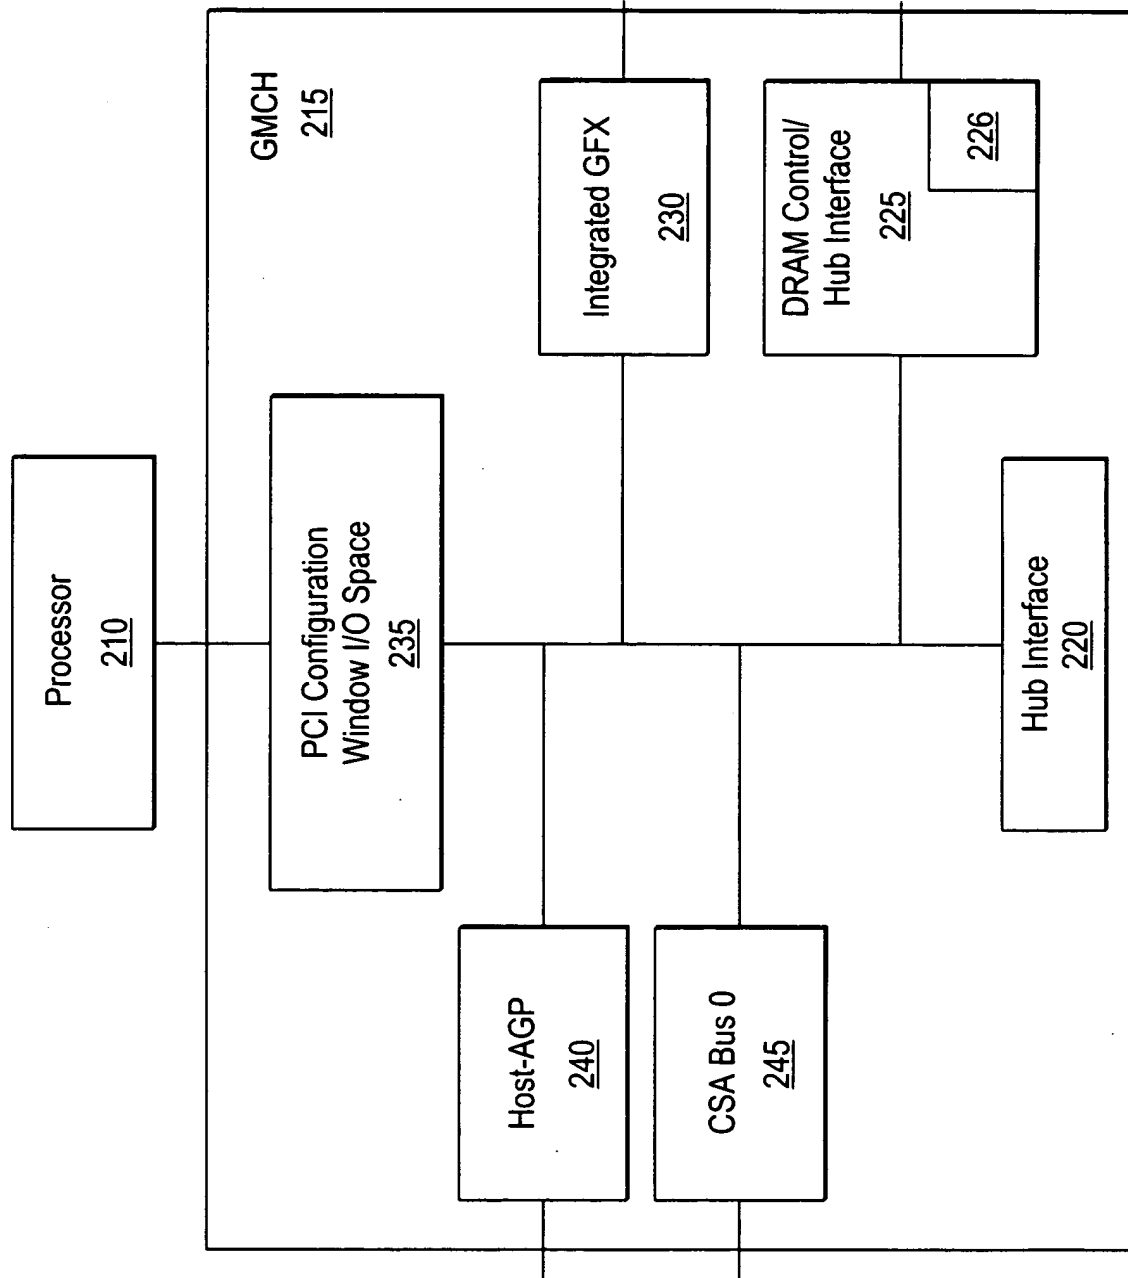 Processor
210
GMCH
215
PCI Configuration
Window I/O Space
235
Host-AGP
240
Integrated GFX
230
CSA Bus 0
245
DRAM Control/
Hub Interface
225
226
Hub Interface
220